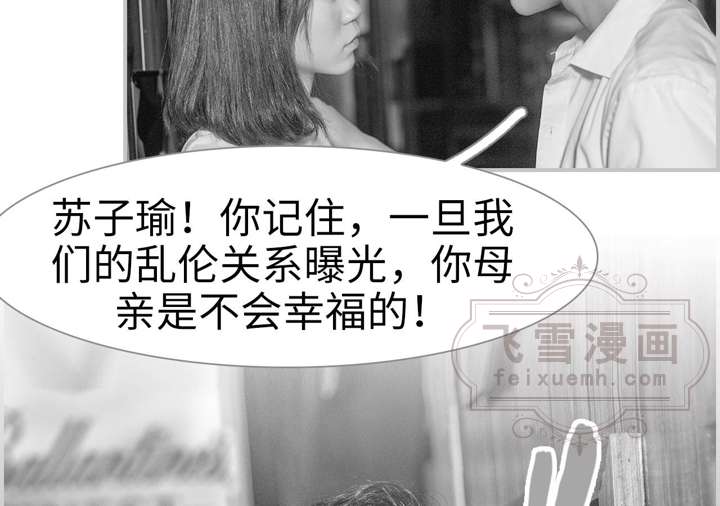 苏子瑜！你记住，一旦我
们的乱伦关系曝光，你母
亲是不会幸福的！
飞雪漫画
feixuemh.com